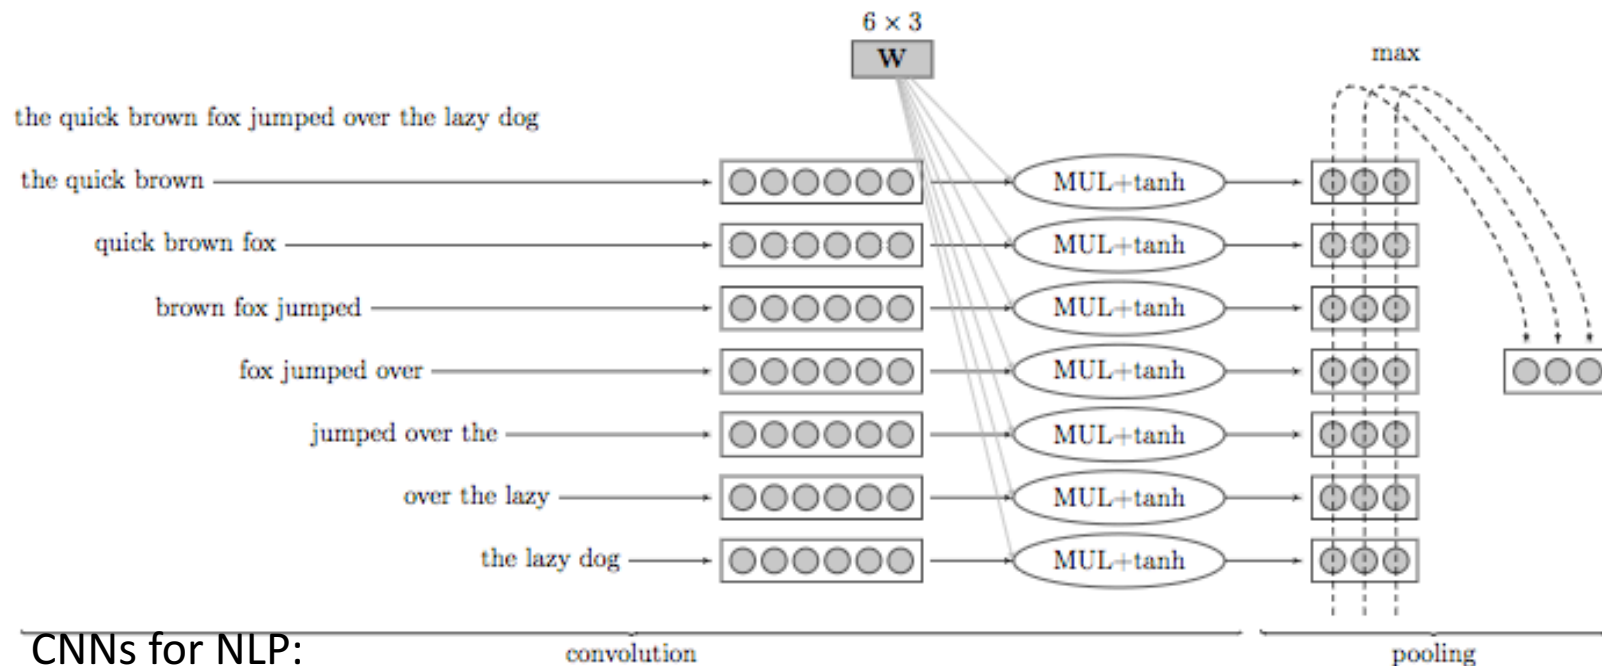 6 × 3
W
max
the quick brown fox jumped over the lazy dog
the quick brown MUL+tanh
quick brown fox MUL+tanh
brown fox jumped MUL+tanh
fox jumped over MUL+tanh
jumped over the MUL+tanh
over the lazy MUL+tanh
the lazy dog MUL+tanh
CNNs for NLP:
convolution pooling